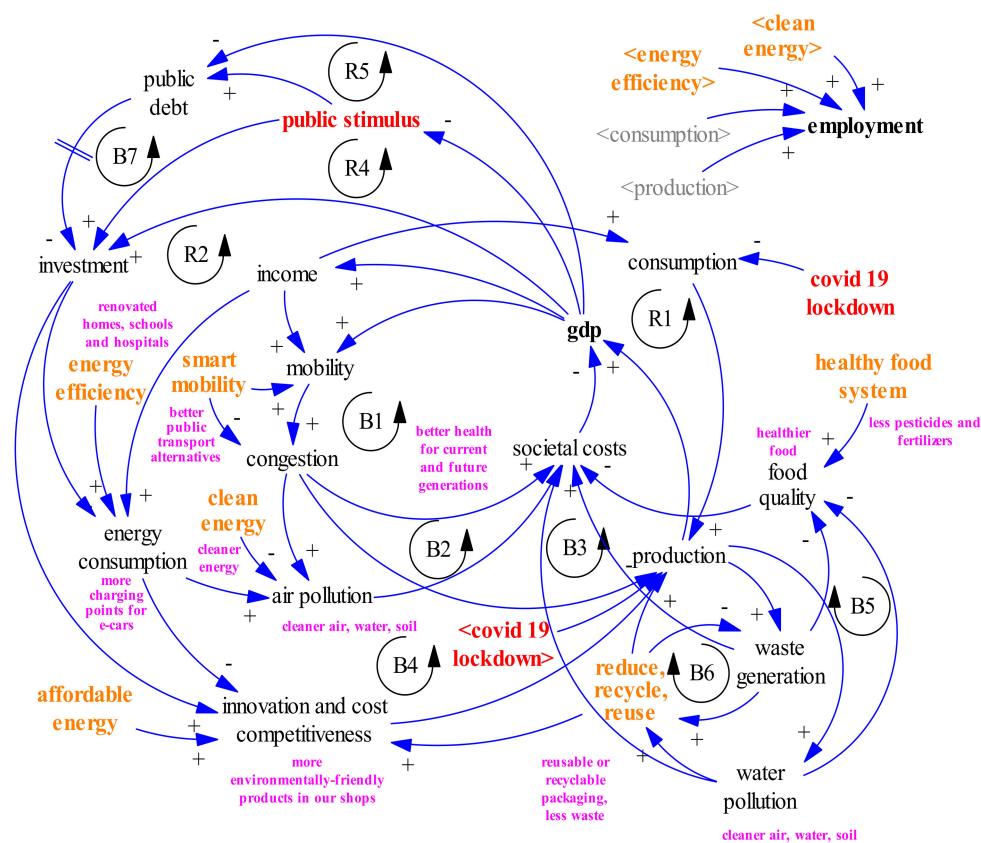 public
debt
R5
<energy
efficiency>
<clean
energy>
public stimulus
<consumption>
employment
B7
R4
<production>
investment
R2
income
consumption
covid 19
lockdown
R1
renovated
homes, schools
and hospitals
gdp
energy
efficiency
smart
mobility
mobility
healthy food
system
better
public
transport
alternatives
B1
better health
for current
and future
generations
less pesticides and
fertilizers
healthier
food
congestion
societal costs
food
quality
clean
energy
energy
consumption
cleaner
energy
B2
B3
production
more
charging
points for
e-cars
air pollution
cleaner air, water, soil
B5
<covid 19
lockdown>
B4
reduce,
recycle,
reuse
B6
waste
generation
affordable
energy
innovation and cost
competitiveness
more
environmentally-friendly
products in our shops
reusable or
recyclable
packaging,
less waste
water
pollution
cleaner air, water, soil